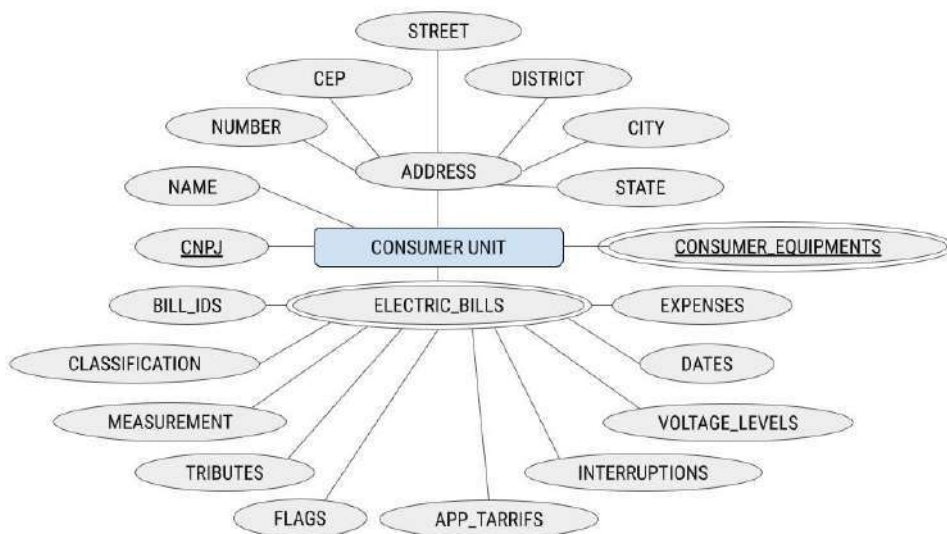 STREET
CEP
DISTRICT
NUMBER
CITY
ADDRESS
NAME
STATE
CNPJ
CONSUMER UNIT
CONSUMER_EQUIPMENTS
BILL_IDS
ELECTRIC_BILLS
EXPENSES
CLASSIFICATION
DATES
MEASUREMENT
VOLTAGE_LEVELS
TRIBUTES
INTERRUPTIONS
FLAGS
APP_TARRIFS